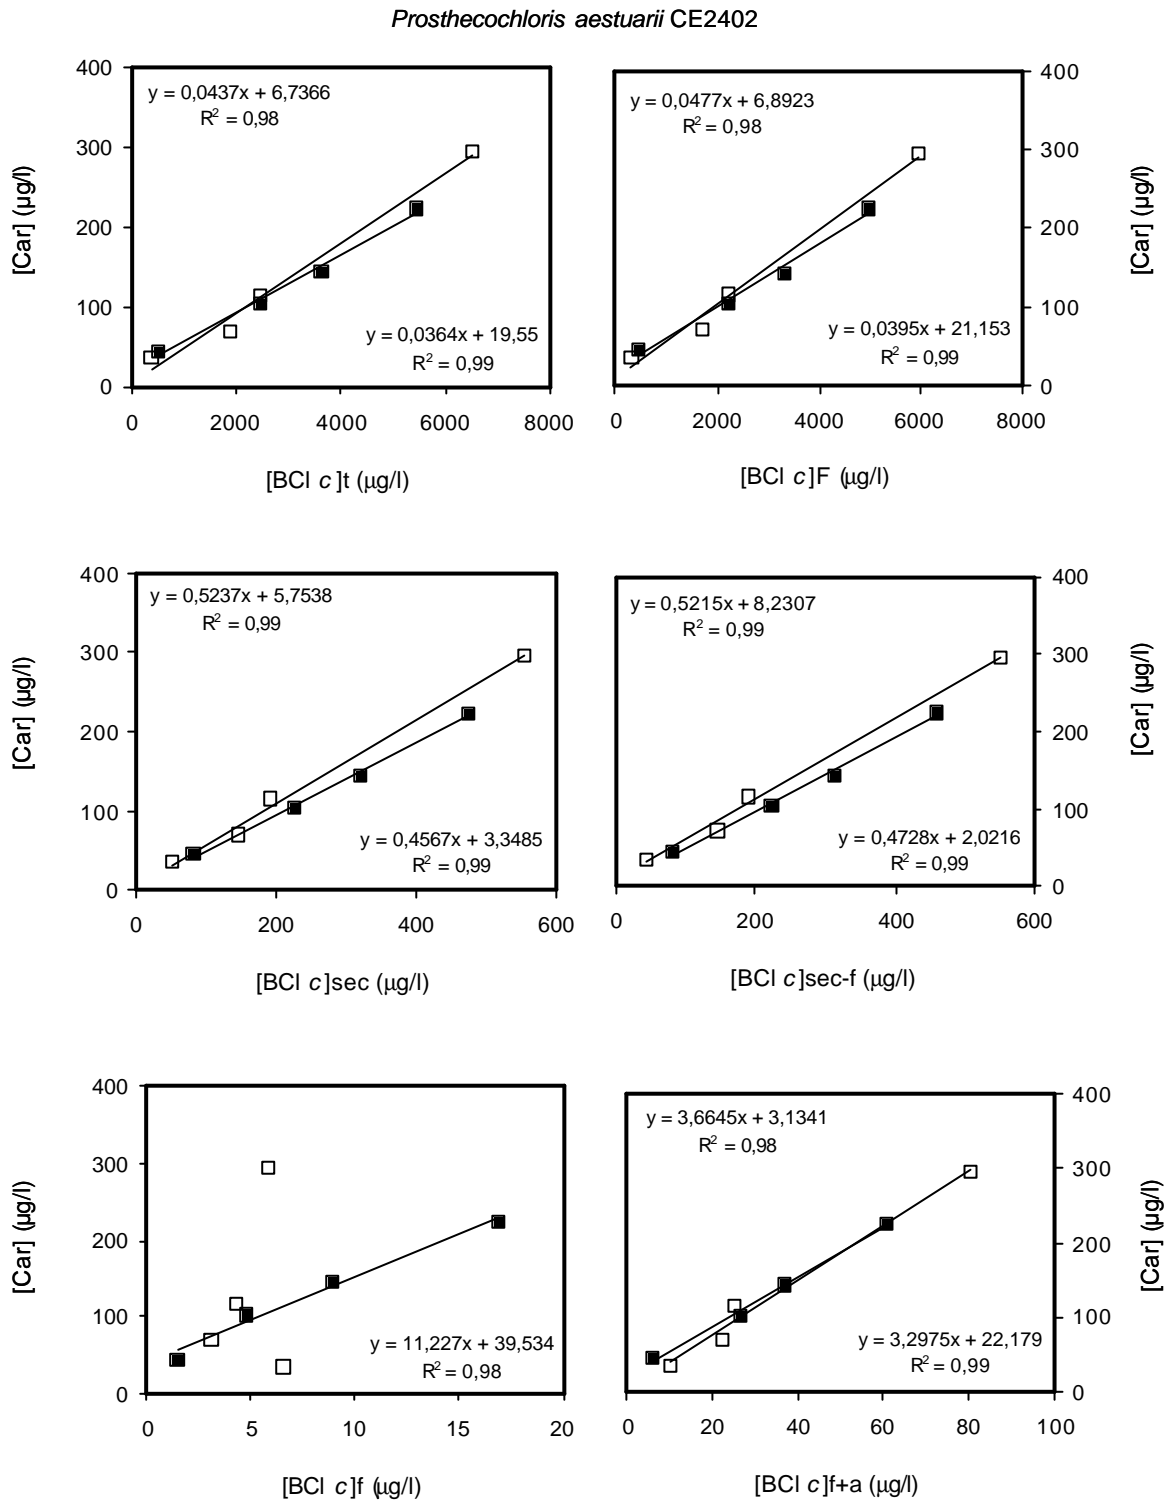 Prosthecochloris aestuarii CE2402
400
300
200
100
0
y = 0,0437x + 6,7366
R² = 0,98
y = 0,0364x + 19,55
R² = 0,99
0 2000 4000 6000 8000
[Car] (µg/l)
[BCl c]t (µg/l)
y = 0,0477x + 6,8923
R² = 0,98
y = 0,0395x + 21,153
R² = 0,99
400
300
200
100
0
0 2000 4000 6000 8000
[Car] (µg/l)
[BCl c]F (µg/l)
400
300
200
100
0
y = 0,5237x + 5,7538
R² = 0,99
y = 0,4567x + 3,3485
R² = 0,99
0 200 400 600
[Car] (µg/l)
[BCl c]sec (µg/l)
y = 0,5215x + 8,2307
R² = 0,99
y = 0,4728x + 2,0216
R² = 0,99
400
300
200
100
0
0 200 400 600
[Car] (µg/l)
[BCl c]sec-f (µg/l)
400
300
200
100
0
y = 11,227x + 39,534
R² = 0,98
0 5 10 15 20
[Car] (µg/l)
[BCl c]f (µg/l)
y = 3,6645x + 3,1341
R² = 0,98
y = 3,2975x + 22,179
R² = 0,99
400
300
200
100
0
0 20 40 60 80 100
[Car] (µg/l)
[BCl c]f+a (µg/l)